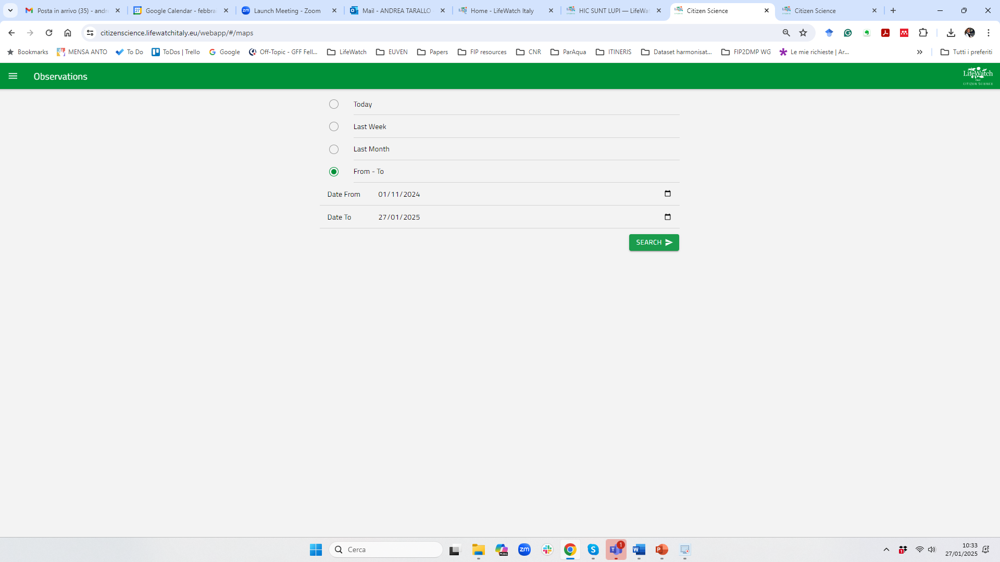 Posta in arrivo (35) - andr
Google Calendar - febbrai
Launch Meeting - Zoom
Mail - ANDREA TARALLO
Home - LifeWatch Italy
HIC SUNT LUPI — LifeWat
Citizen Science
Citizen Science
citizenscience.lifewatchitaly.eu/webapp/#/maps
Bookmarks
MENSA ANTO
To Do
ToDos | Trello
Google
Off-Topic - GFF Fell...
LifeWatch
EUVEN
Papers
FIP resources
CNR
ParAqua
ITINERIS
Dataset harmonisat...
FIP2DMP WG
Le mie richieste | Ar...
»
Tutti i preferiti
Observations
LifeWatch
ITALY
CITIZEN SCIENCE
Today
Last Week
Last Month
From - To
Date From 01/11/2024
Date To 27/01/2025
SEARCH
Cerca
10:33
27/01/2025